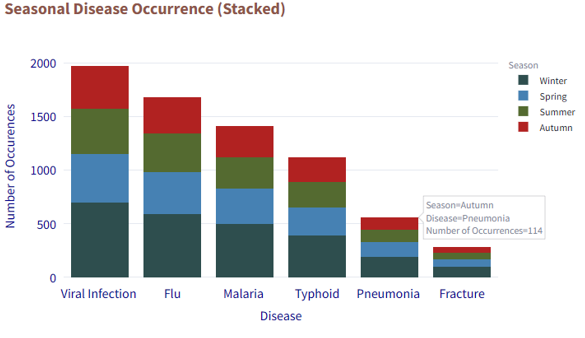 Seasonal Disease Occurrence (Stacked)
Number of Occurences
2000
1500
1000
500
0
Season
Winter
Spring
Summer
Autumn
Season=Autumn
Disease=Pneumonia
Number of Occurrences=114
Viral Infection Flu Malaria Typhoid Pneumonia Fracture
Disease